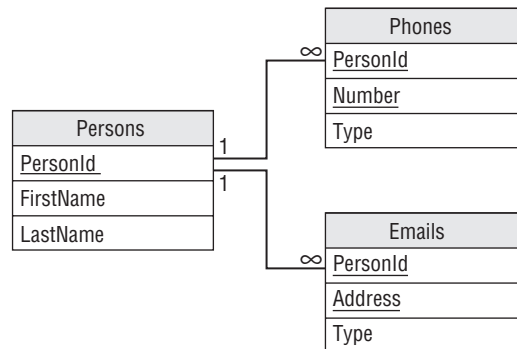 Persons
PersonId
FirstName
LastName
1
1
∞
∞
Phones
PersonId
Number
Type
Emails
PersonId
Address
Type